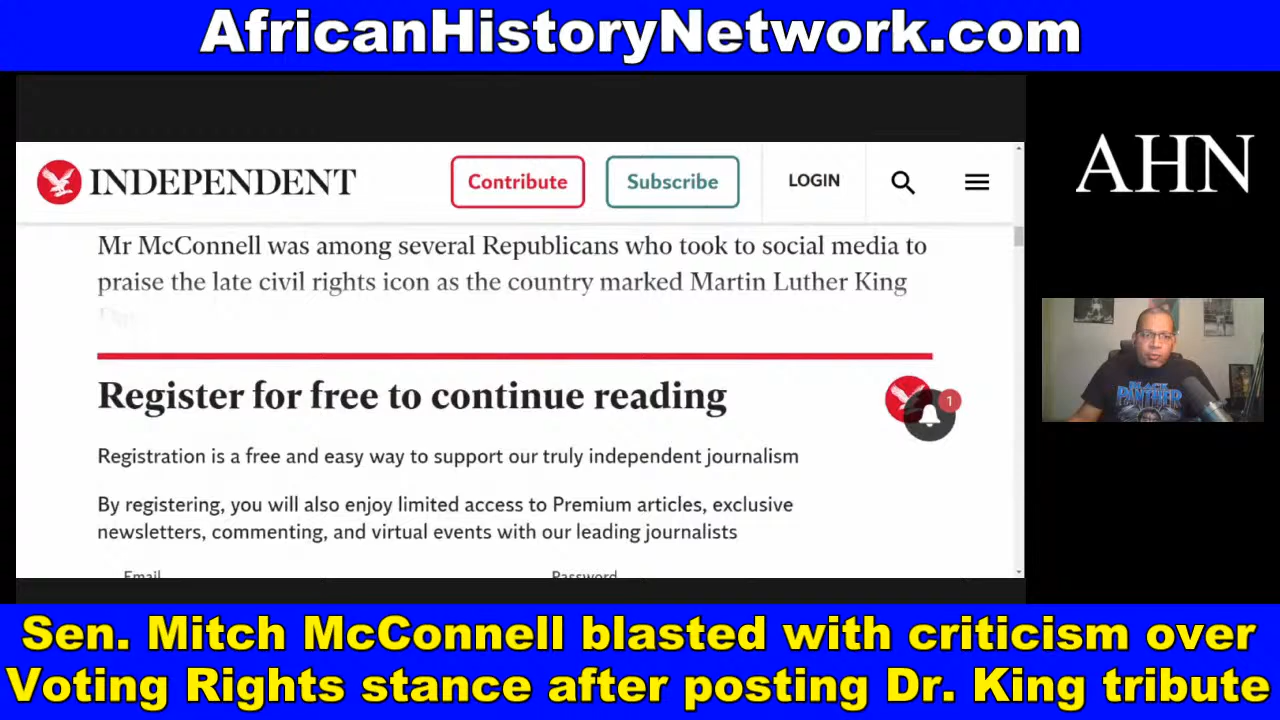 AfricanHistoryNetwork.com
AHN
INDEPENDENT
Contribute
Subscribe
LOGIN
Mr McConnell was among several Republicans who took to social media to
praise the late civil rights icon as the country marked Martin Luther King
Register for free to continue reading
1
Registration is a free and easy way to support our truly independent journalism
By registering, you will also enjoy limited access to Premium articles, exclusive
newsletters, commenting, and virtual events with our leading journalists
Email
Password
BLACK
PANTHER
Sen. Mitch McConnell blasted with criticism over
Voting Rights stance after posting Dr. King tribute